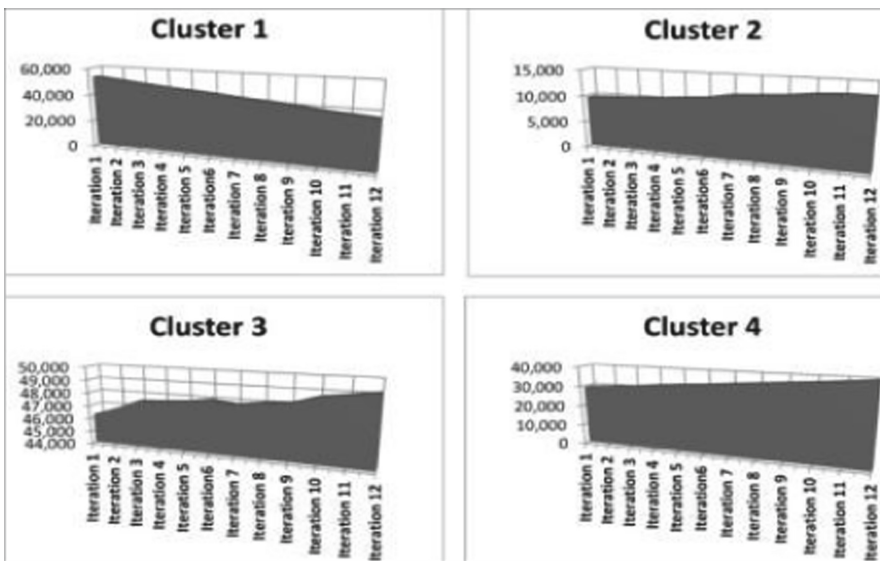 Cluster 1
60,000
40,000
20,000
0
Iteration 1
Iteration 2
Iteration 3
Iteration 4
Iteration 5
Iteration6
Iteration 7
Iteration 8
Iteration 9
Iteration 10
Iteration 11
Iteration 12
Cluster 2
15,000
10,000
5,000
0
Iteration 1
Iteration 2
Iteration 3
Iteration 4
Iteration 5
Iteration6
Iteration 7
Iteration 8
Iteration 9
Iteration 10
Iteration 11
Iteration 12
Cluster 3
50,000
49,000
48,000
47,000
46,000
45,000
44,000
Iteration 1
Iteration 2
Iteration 3
Iteration 4
Iteration 5
Iteration6
Iteration 7
Iteration 8
Iteration 9
Iteration 10
Iteration 11
Iteration 12
Cluster 4
40,000
30,000
20,000
10,000
0
Iteration 1
Iteration 2
Iteration 3
Iteration 4
Iteration 5
Iteration6
Iteration 7
Iteration 8
Iteration 9
Iteration 10
Iteration 11
Iteration 12